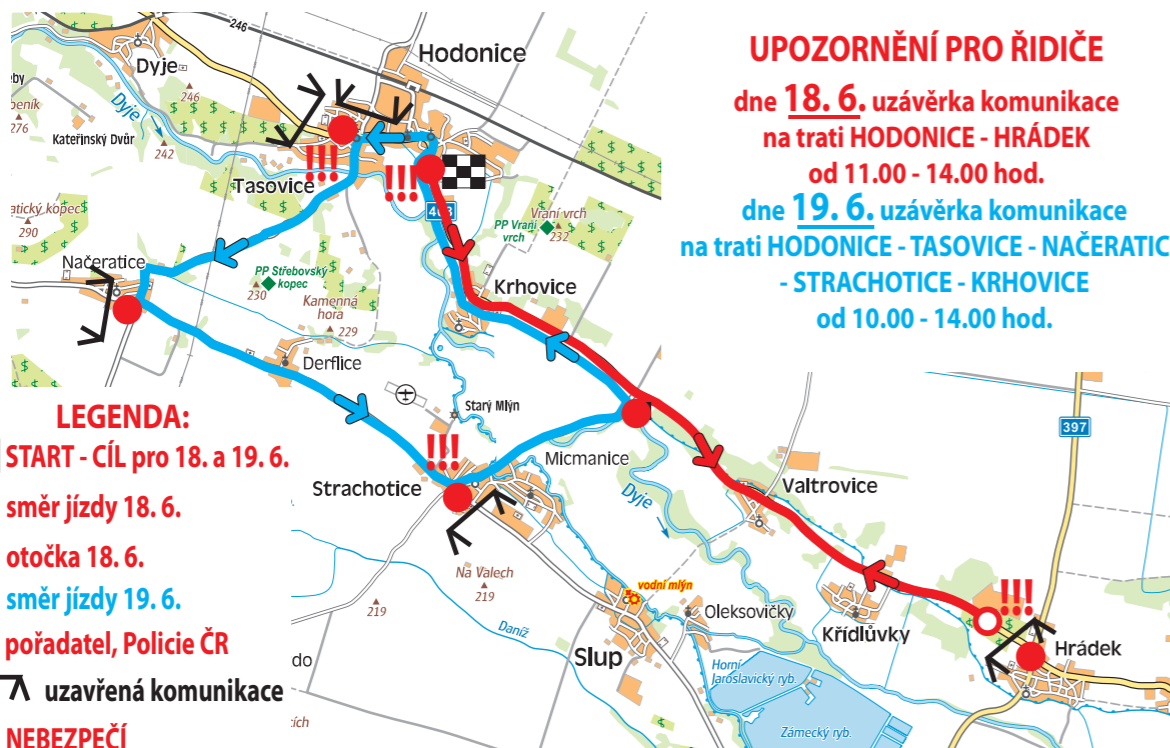 UPOZORNĚNÍ PRO ŘIDIČE
dne 18. 6. uzávěrka komunikace
na trati HODONICE - HRÁDEK
od 11.00 - 14.00 hod.
dne 19. 6. uzávěrka komunikace
na trati HODONICE - TASOVICE - NAČERATIC
- STRACHOTICE - KRHOVICE
od 10.00 - 14.00 hod.
246
Hodonice
Dyje
246
276
Dyje
Kateřinský Dvůr
242
!!!
!!!
Tasovice
403
PP Vraní
vrch
Vraní vrch
232
290
Načeratice
PP Střebovský
kopec
230
Kamenná
hora
229
Krhovice
Derflice
Starý Mlýn
397
LEGENDA:
START - CÍL pro 18. a 19. 6.
směr jízdy 18. 6.
otočka 18. 6.
směr jízdy 19. 6.
pořadatel, Policie ČR
uzavřená komunikace
NEBEZPEČÍ
!!!
Micmanice
Strachotice
Dyje
Valtrovice
Na Valech
219
219
vodní mlýn
Daníž
Oleksovičky
Slup
Křídlůvky
!!!
Hrádek
Horní
Jaroslavický ryb.
Zámecký ryb.
do